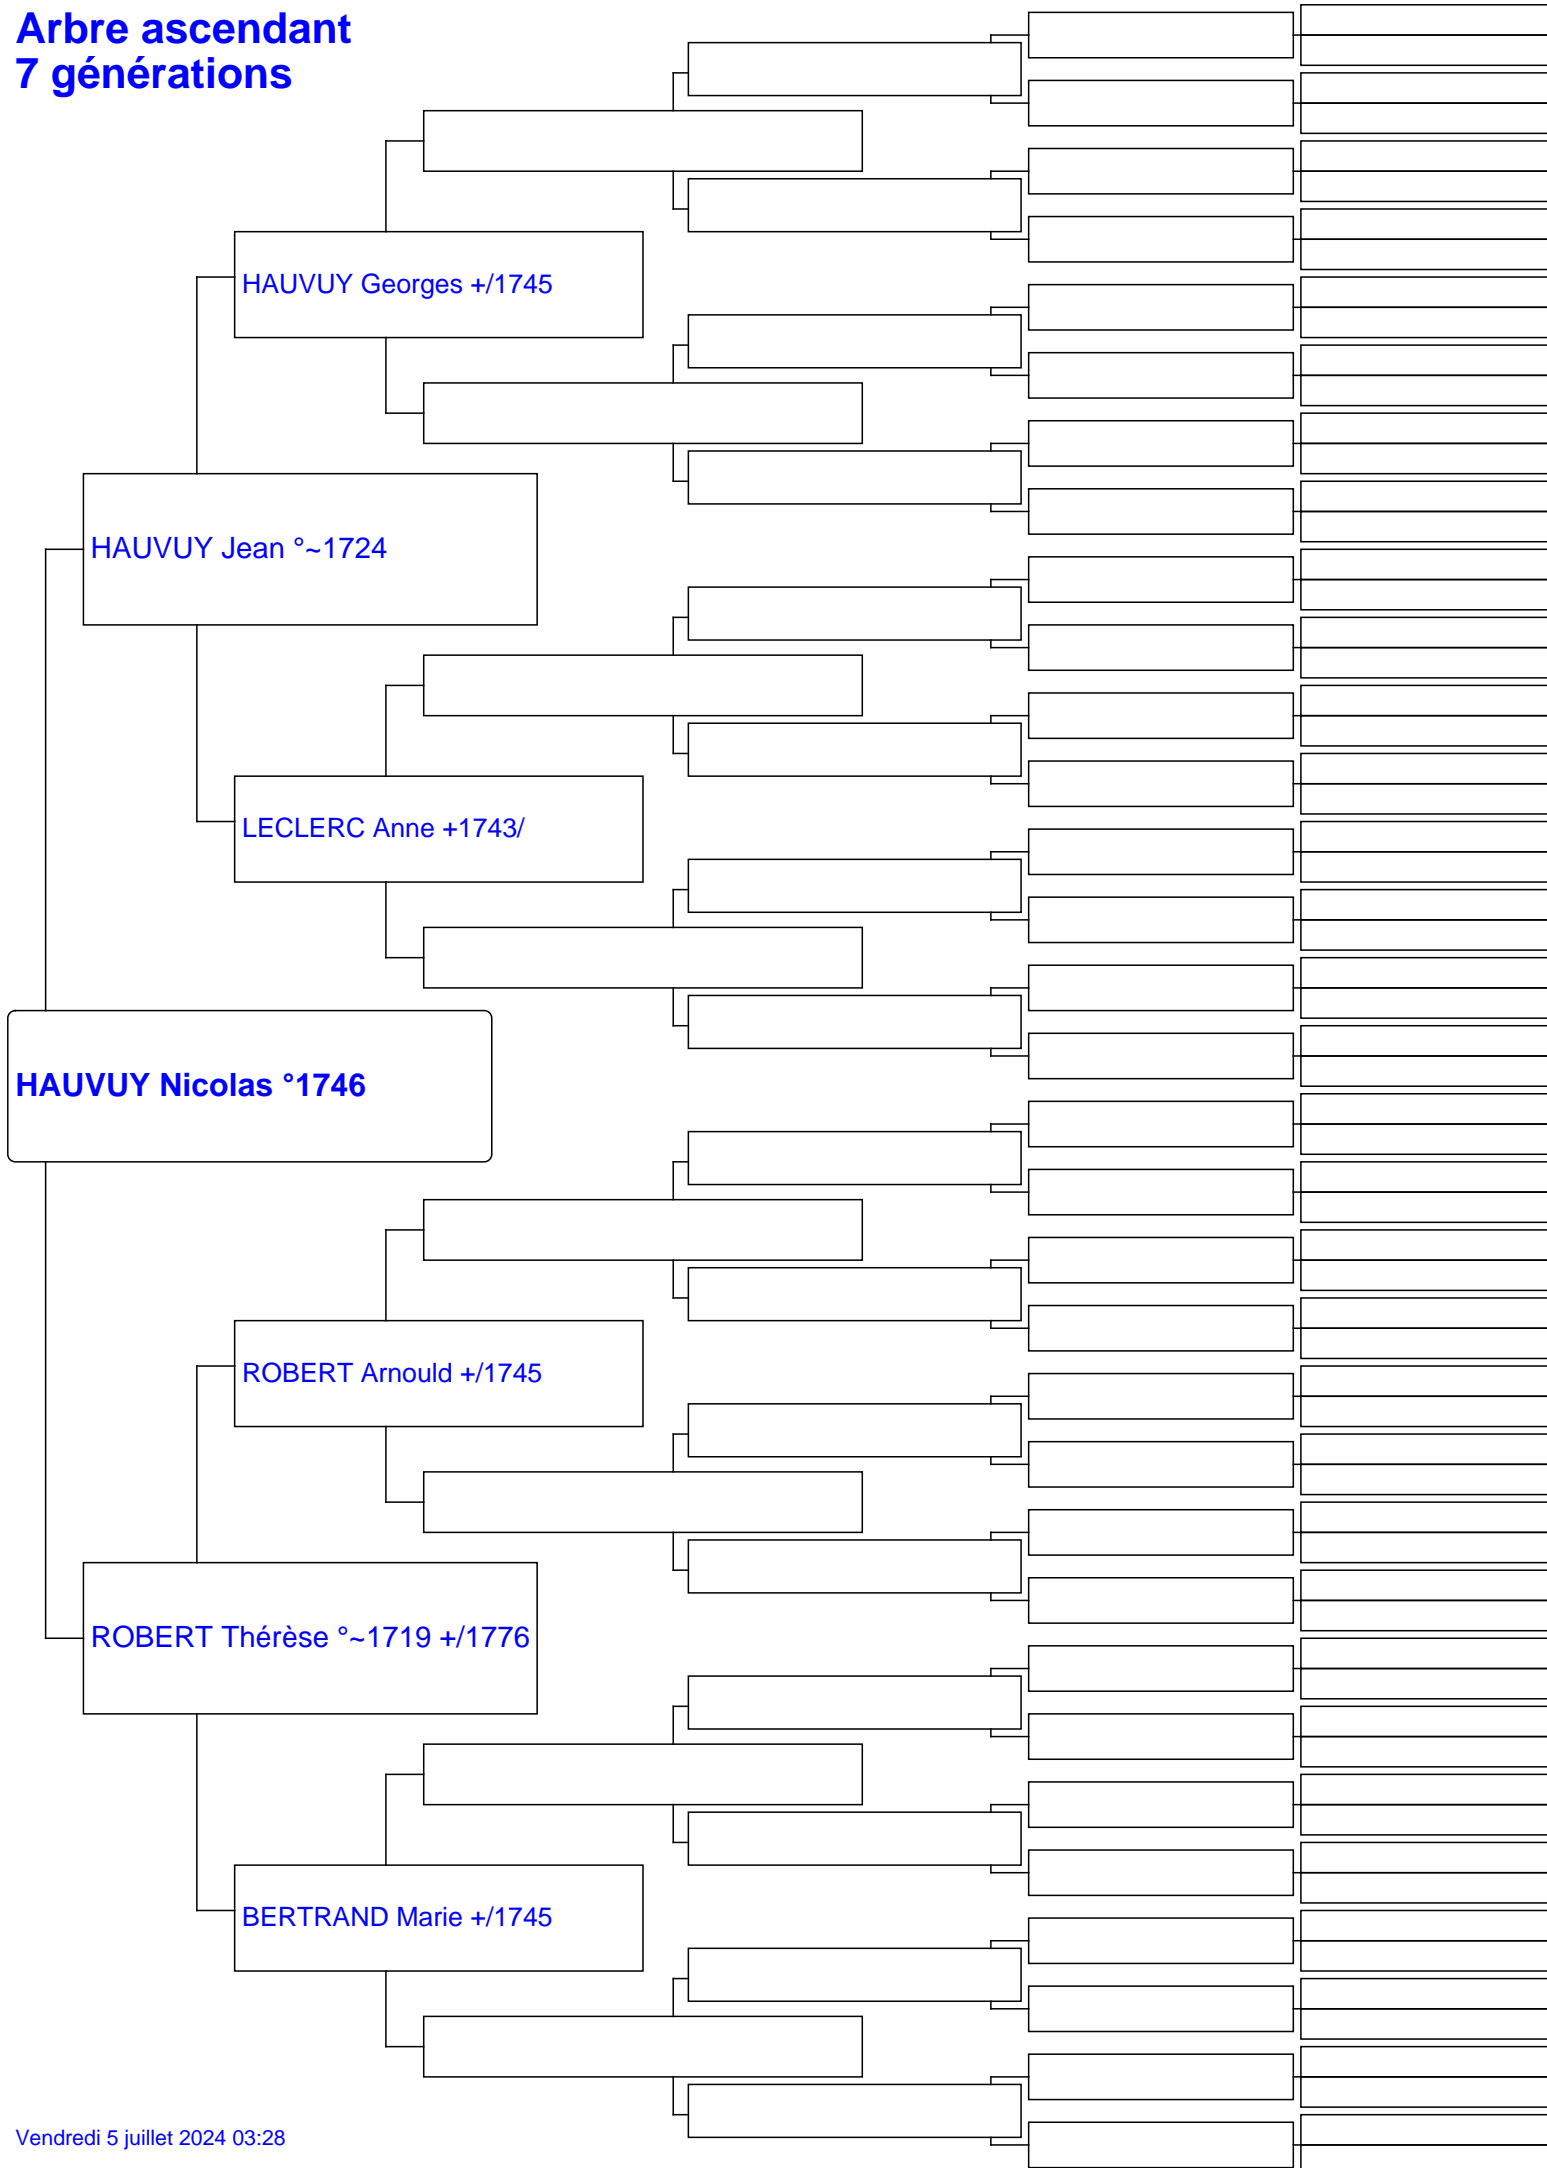 Arbre ascendant
7 générations
HAUVUY Georges +/1745
HAUVUY Jean °~1724
LECLERC Anne +1743/
HAUVUY Nicolas °1746
ROBERT Arnould +/1745
ROBERT Thérèse °~1719 +/1776
BERTRAND Marie +/1745
Vendredi 5 juillet 2024 03:28